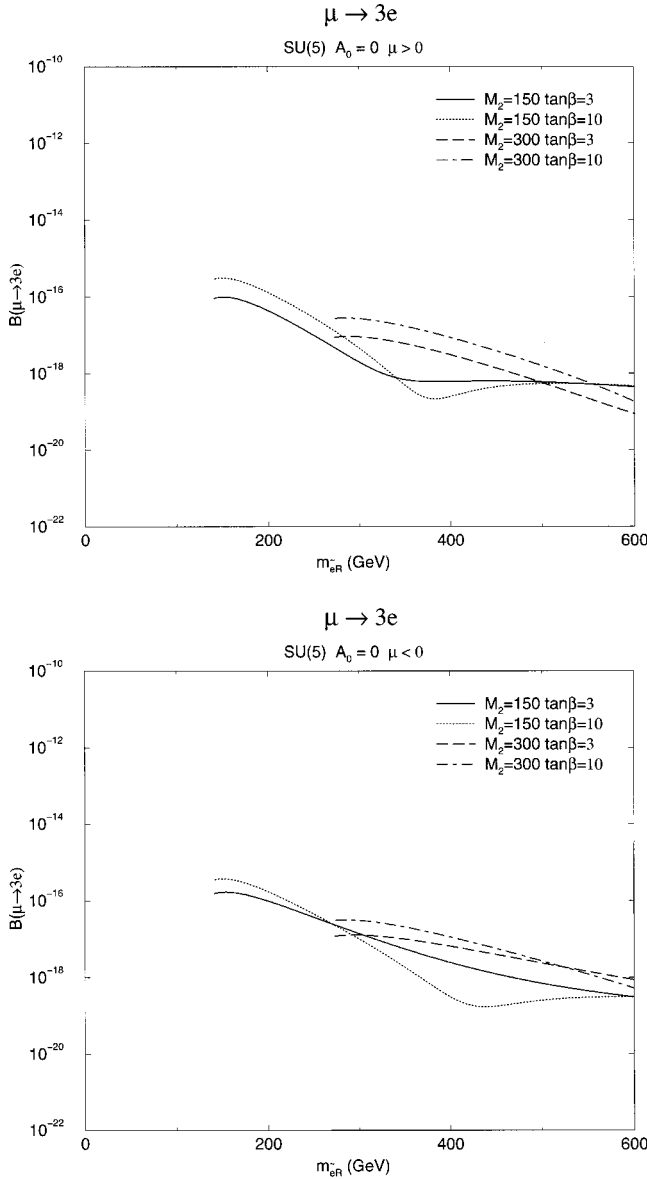 μ → 3e
SU(5) A₀ = 0 μ > 0
M₂=150 tanβ=3
M₂=150 tanβ=10
M₂=300 tanβ=3
M₂=300 tanβ=10
B(μ→3e)
10⁻¹⁰
10⁻¹²
10⁻¹⁴
10⁻¹⁶
10⁻¹⁸
10⁻²⁰
10⁻²²
0 200 400 600
m_ẽR (GeV)
μ → 3e
SU(5) A₀ = 0 μ < 0
M₂=150 tanβ=3
M₂=150 tanβ=10
M₂=300 tanβ=3
M₂=300 tanβ=10
B(μ→3e)
10⁻¹⁰
10⁻¹²
10⁻¹⁴
10⁻¹⁶
10⁻¹⁸
10⁻²⁰
10⁻²²
0 200 400 600
m_ẽR (GeV)